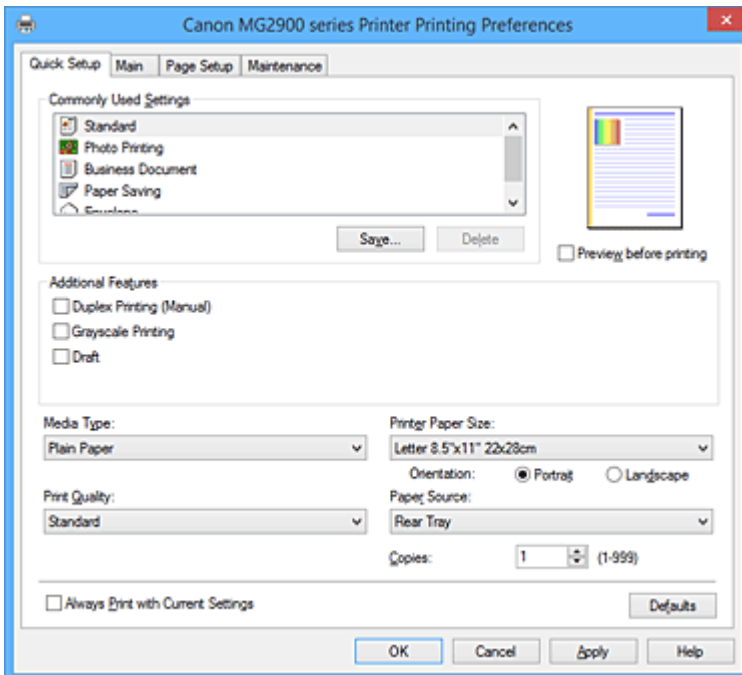 Canon MG2900 series Printer Printing Preferences
Quick Setup Main Page Setup Maintenance
Commonly Used Settings
Standard
Photo Printing
Business Document
Paper Saving
Envelope
Save... Delete
Preview before printing
Additional Features
Duplex Printing (Manual)
Grayscale Printing
Draft
Media Type:
Plain Paper
Printer Paper Size:
Letter 8.5"x11" 22x28cm
Orientation: Portrait Landscape
Print Quality:
Standard
Paper Source:
Rear Tray
Copies: 1 (1-999)
Always Print with Current Settings
Defaults
OK Cancel Apply Help